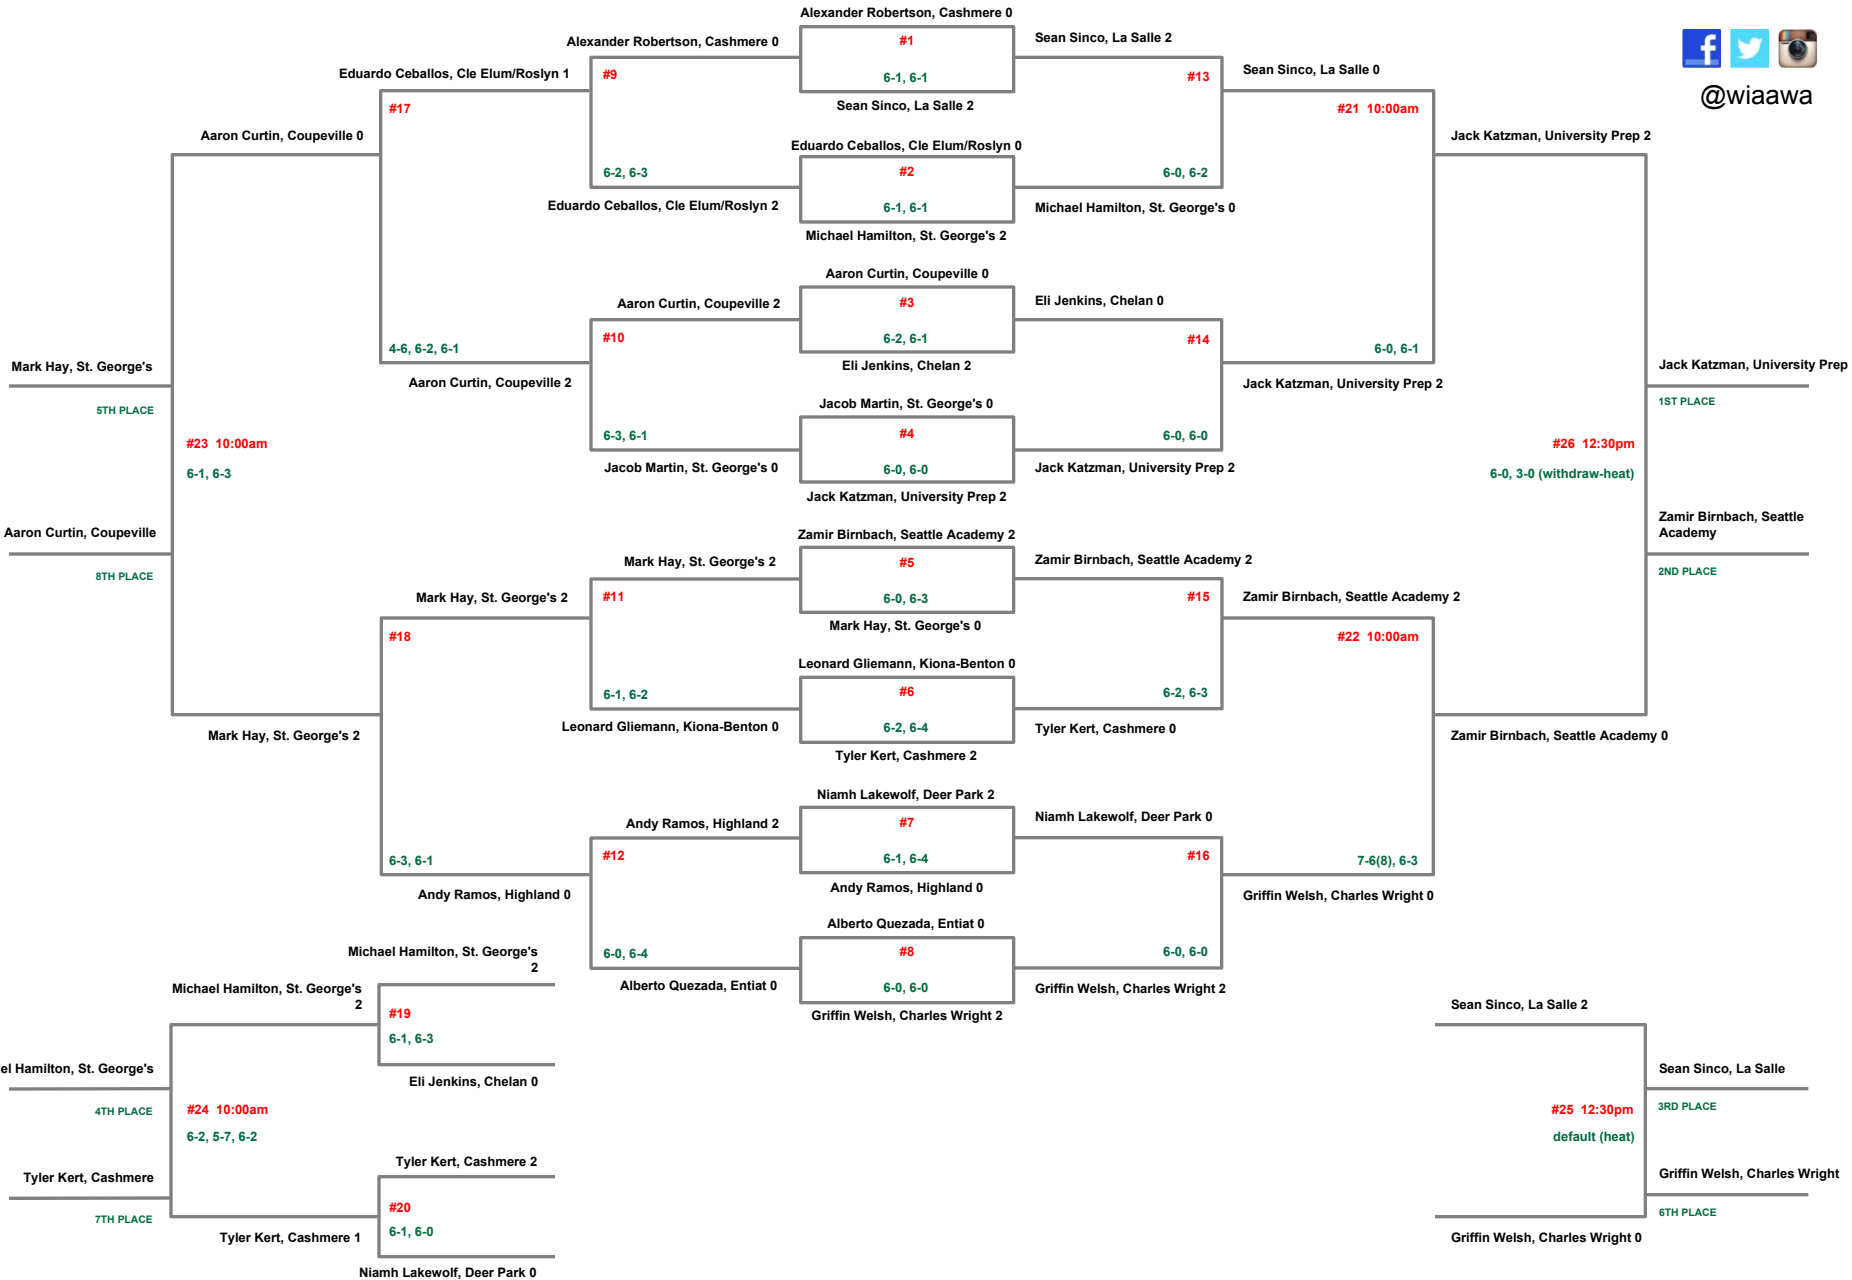 Alexander Robertson, Cashmere 0
Alexander Robertson, Cashmere 0
#1
Sean Sinco, La Salle 2
Eduardo Ceballos, Cle Elum/Roslyn 1
#9
6-1, 6-1
#13
Sean Sinco, La Salle 0
@wiaawa
Sean Sinco, La Salle 2
#17
#21 10:00am
Aaron Curtin, Coupeville 0
Jack Katzman, University Prep 2
Eduardo Ceballos, Cle Elum/Roslyn 0
6-2, 6-3
#2
6-0, 6-2
Eduardo Ceballos, Cle Elum/Roslyn 2
6-1, 6-1
Michael Hamilton, St. George's 0
Michael Hamilton, St. George's 2
Aaron Curtin, Coupeville 0
Aaron Curtin, Coupeville 2
#3
Eli Jenkins, Chelan 0
#10
6-2, 6-1
#14
4-6, 6-2, 6-1
6-0, 6-1
Mark Hay, St. George's
Eli Jenkins, Chelan 2
Jack Katzman, University Prep
Aaron Curtin, Coupeville 2
Jack Katzman, University Prep 2
5TH PLACE
Jacob Martin, St. George's 0
1ST PLACE
#23 10:00am
6-3, 6-1
#4
6-0, 6-0
#26 12:30pm
6-1, 6-3
Jacob Martin, St. George's 0
6-0, 6-0
Jack Katzman, University Prep 2
6-0, 3-0 (withdraw-heat)
Jack Katzman, University Prep 2
Aaron Curtin, Coupeville
Zamir Birnbach, Seattle Academy 2
Zamir Birnbach, Seattle
Academy
8TH PLACE
Mark Hay, St. George's 2
#5
Zamir Birnbach, Seattle Academy 2
2ND PLACE
Mark Hay, St. George's 2
#11
6-0, 6-3
#15
Zamir Birnbach, Seattle Academy 2
Mark Hay, St. George's 0
#18
#22 10:00am
Leonard Gliemann, Kiona-Benton 0
6-1, 6-2
#6
6-2, 6-3
Leonard Gliemann, Kiona-Benton 0
6-2, 6-4
Tyler Kert, Cashmere 0
Mark Hay, St. George's 2
Zamir Birnbach, Seattle Academy 0
Tyler Kert, Cashmere 2
Niamh Lakewolf, Deer Park 2
Andy Ramos, Highland 2
#7
Niamh Lakewolf, Deer Park 0
6-3, 6-1
#12
6-1, 6-4
#16
7-6(8), 6-3
Andy Ramos, Highland 0
Andy Ramos, Highland 0
Griffin Welsh, Charles Wright 0
Alberto Quezada, Entiat 0
Michael Hamilton, St. George's
2
6-0, 6-4
#8
6-0, 6-0
Michael Hamilton, St. George's
2
Alberto Quezada, Entiat 0
6-0, 6-0
Griffin Welsh, Charles Wright 2
Griffin Welsh, Charles Wright 2
Sean Sinco, La Salle 2
#19
6-1, 6-3
el Hamilton, St. George's
Eli Jenkins, Chelan 0
Sean Sinco, La Salle
4TH PLACE
#24 10:00am
#25 12:30pm
3RD PLACE
6-2, 5-7, 6-2
default (heat)
Tyler Kert, Cashmere
Tyler Kert, Cashmere 2
Griffin Welsh, Charles Wright
7TH PLACE
#20
6TH PLACE
Tyler Kert, Cashmere 1
6-1, 6-0
Griffin Welsh, Charles Wright 0
Niamh Lakewolf, Deer Park 0